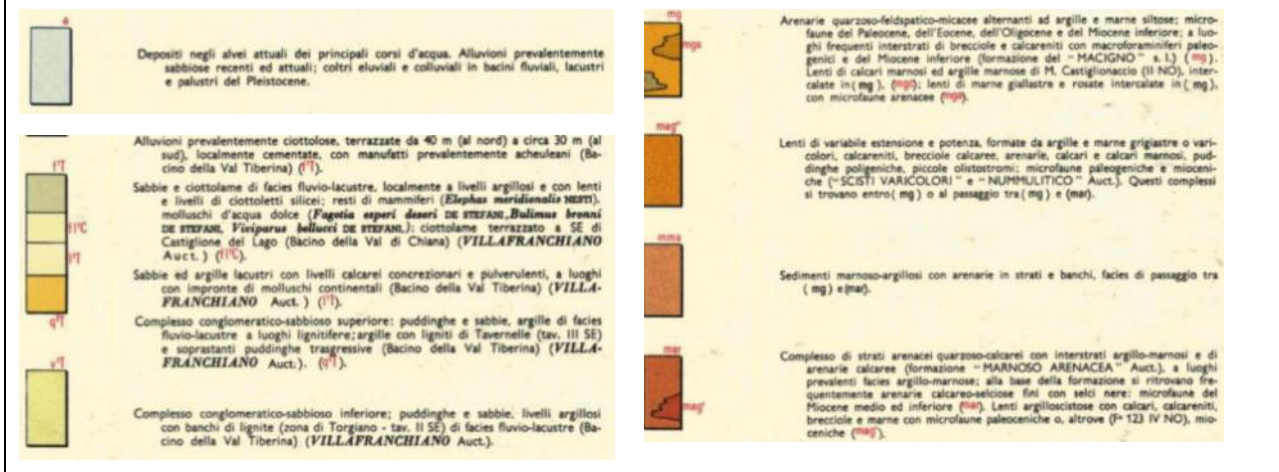 a
Depositi negli alvei attuali dei principali corsi d'acqua. Alluvioni prevalentemente
sabbiose recenti ed attuali; coltri eluviali e colluviali in bacini fluviali, lacustri
e palustri del Pleistocene.
Alluvioni prevalentemente ciottolose, terrazzate da 40 m (al nord) a circa 30 m (al
sud), localmente cementate, con manufatti prevalentemente acheuleani (Ba-
cino della Val Tiberina) (f¹T).
f¹T
Sabbie e ciottolame di facies fluvio-lacustre, localmente a livelli argillosi e con lenti
e livelli di ciottoletti silicei; resti di mammiferi (Elephas meridionalis NESTI).
molluschi d'acqua dolce (Fagotia esperi deseri DE STEFANI, Bulimus bronni
DE STEFANI, Viviparus bellucci DE STEFANI,); ciottolame terrazzato a SE di
Castiglione del Lago (Bacino della Val di Chiana) (VILLAFRANCHIANO
Auct. )
Sabbie ed argille lacustri con livelli calcarei concrezionari e pulverulenti, a luoghi
con impronte di molluschi continentali (Bacino della Val Tiberina) (VILLA-
FRANCHIANO Auct. ) (l¹T).
l¹T
Complesso conglomeratico-sabbioso superiore: puddinghe e sabbie, argille di facies
fluvio-lacustre a luoghi lignitifere; argille con ligniti di Tavernelle (tav. III SE)
e soprastanti puddinghe trasgressive (Bacino della Val Tiberina) (VILLA-
FRANCHIANO Auct.).
Complesso conglomeratico-sabbioso inferiore; puddinghe e sabbie, livelli argillosi
con banchi di lignite (zona di Torgiano - tav. II SE) di facies fluvio-lacustre (Ba-
cino della Val Tiberina) (VILLAFRANCHIANO Auct.).
mg
mga
Arenarie quarzoso-feldspatico-micacee alternanti ad argille e marne siltose; micro-
faune del Paleocene, dell'Eocene, dell'Oligocene e del Miocene inferiore; a luo-
ghi frequenti interstrati di brecciole e calcareniti con macroforaminiferi paleo-
genici e del Miocene inferiore (formazione del "MACIGNO" s. l.) (mg).
Lenti di calcari marnosi ed argille marnose di M. Castiglionaccio (II NO), inter-
calate in (mg), lenti di marne giallastre e rosate intercalate in (mg),
con microfaune arenacee (mga).
Lenti di variabile estensione e potenza, formate da argille e marne grigiastre o vari-
colori, calcareniti, brecciole calcaree, arenarie, calcari e calcari marnosi, pud-
dinghe poligeniche, piccole olistostromi; microfaune paleogeniche e mioceni-
che ("SCISTI VARICOLORI" e "NUMMULITICO" Auct.). Questi complessi
si trovano entro (mg) o al passaggio tra (mg) e (mar).
mma
Sedimenti marnoso-argillosi con arenarie in strati e banchi, facies di passaggio tra
(mg) e (mar).
mar
Complesso di strati arenacei quarzoso-calcarei con interstrati argillo-marnosi e di
arenarie calcaree (formazione "MARNOSO ARENACEA" Auct.), a luoghi
prevalenti facies argillo-marnose; alla base della formazione si ritrovano fre-
quentemente arenarie calcareo-selciose fini con selci nere: microfaune del
Miocene medio ed inferiore (mar). Lenti argilloscistose con calcari, calcareniti,
brecciole e marne con microfaune paleoceniche o, altrove (Fº 123 IV NO), mio-
ceniche